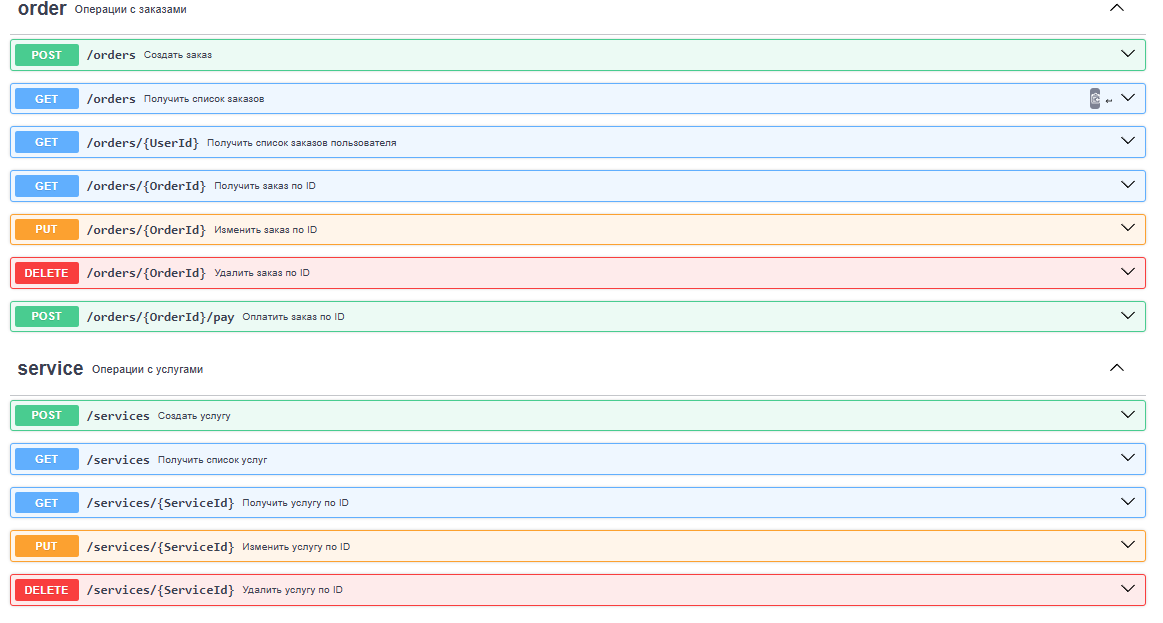 order Операции с заказами
POST /orders Создать заказ
GET /orders Получить список заказов
GET /orders/{UserId} Получить список заказов пользователя
GET /orders/{OrderId} Получить заказ по ID
PUT /orders/{OrderId} Изменить заказ по ID
DELETE /orders/{OrderId} Удалить заказ по ID
POST /orders/{OrderId}/pay Оплатить заказ по ID
service Операции с услугами
POST /services Создать услугу
GET /services Получить список услуг
GET /services/{ServiceId} Получить услугу по ID
PUT /services/{ServiceId} Изменить услугу по ID
DELETE /services/{ServiceId} Удалить услугу по ID